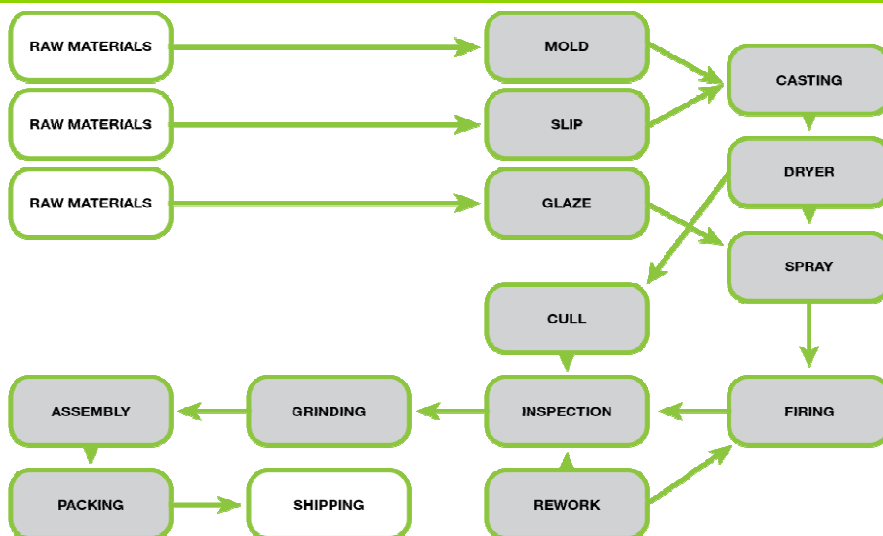 RAW MATERIALS
MOLD
CASTING
RAW MATERIALS
SLIP
DRYER
RAW MATERIALS
GLAZE
SPRAY
CULL
ASSEMBLY
GRINDING
INSPECTION
FIRING
PACKING
SHIPPING
REWORK